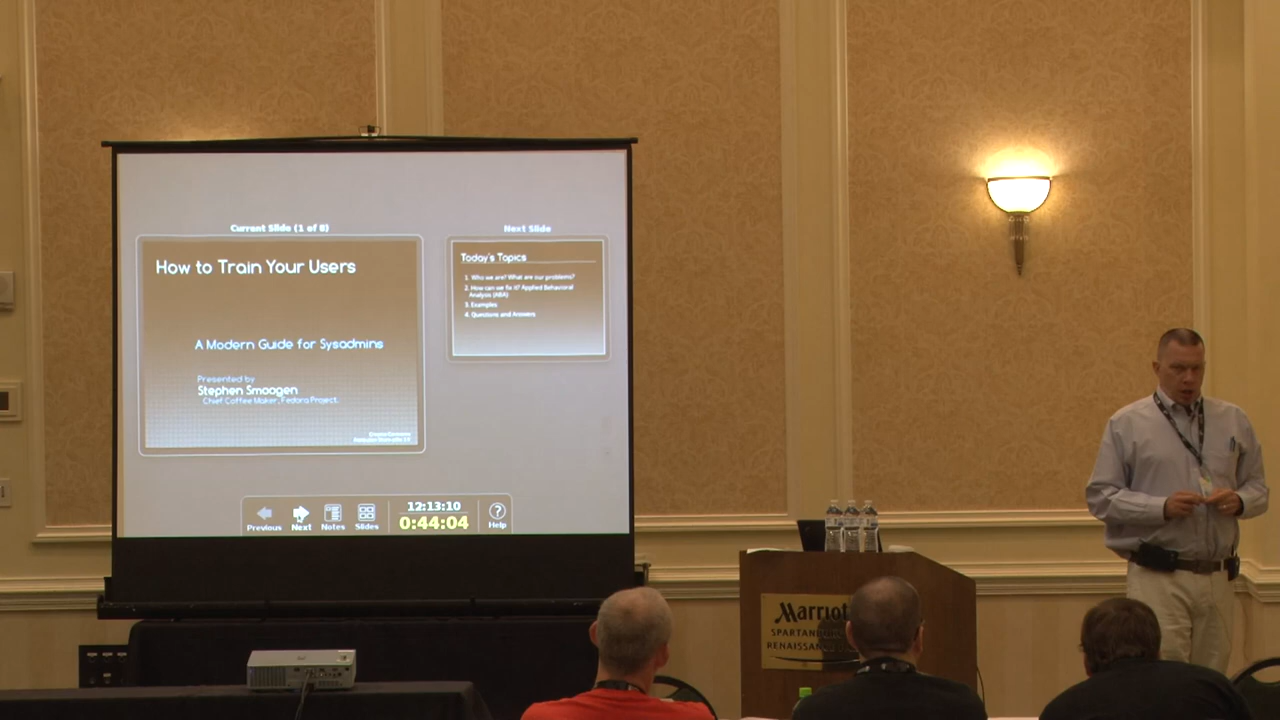 Current Slide (1 of 8)
How to Train Your Users
A Modern Guide for Sysadmins
Presented by
Stephen Smoogen
Chief Coffee Maker, Fedora Project.
Next Slide
Today's Topics
1. Who we are? What are our problems?
2. How can we fix it? Applied Behavioral
Analysis (ABA)
3. Examples
4. Questions and Answers
Previous
Next
Notes
Slides
12:13:10
0:44:04
?
Help
Marriott
SPARTANBURG
RENAISSANCE